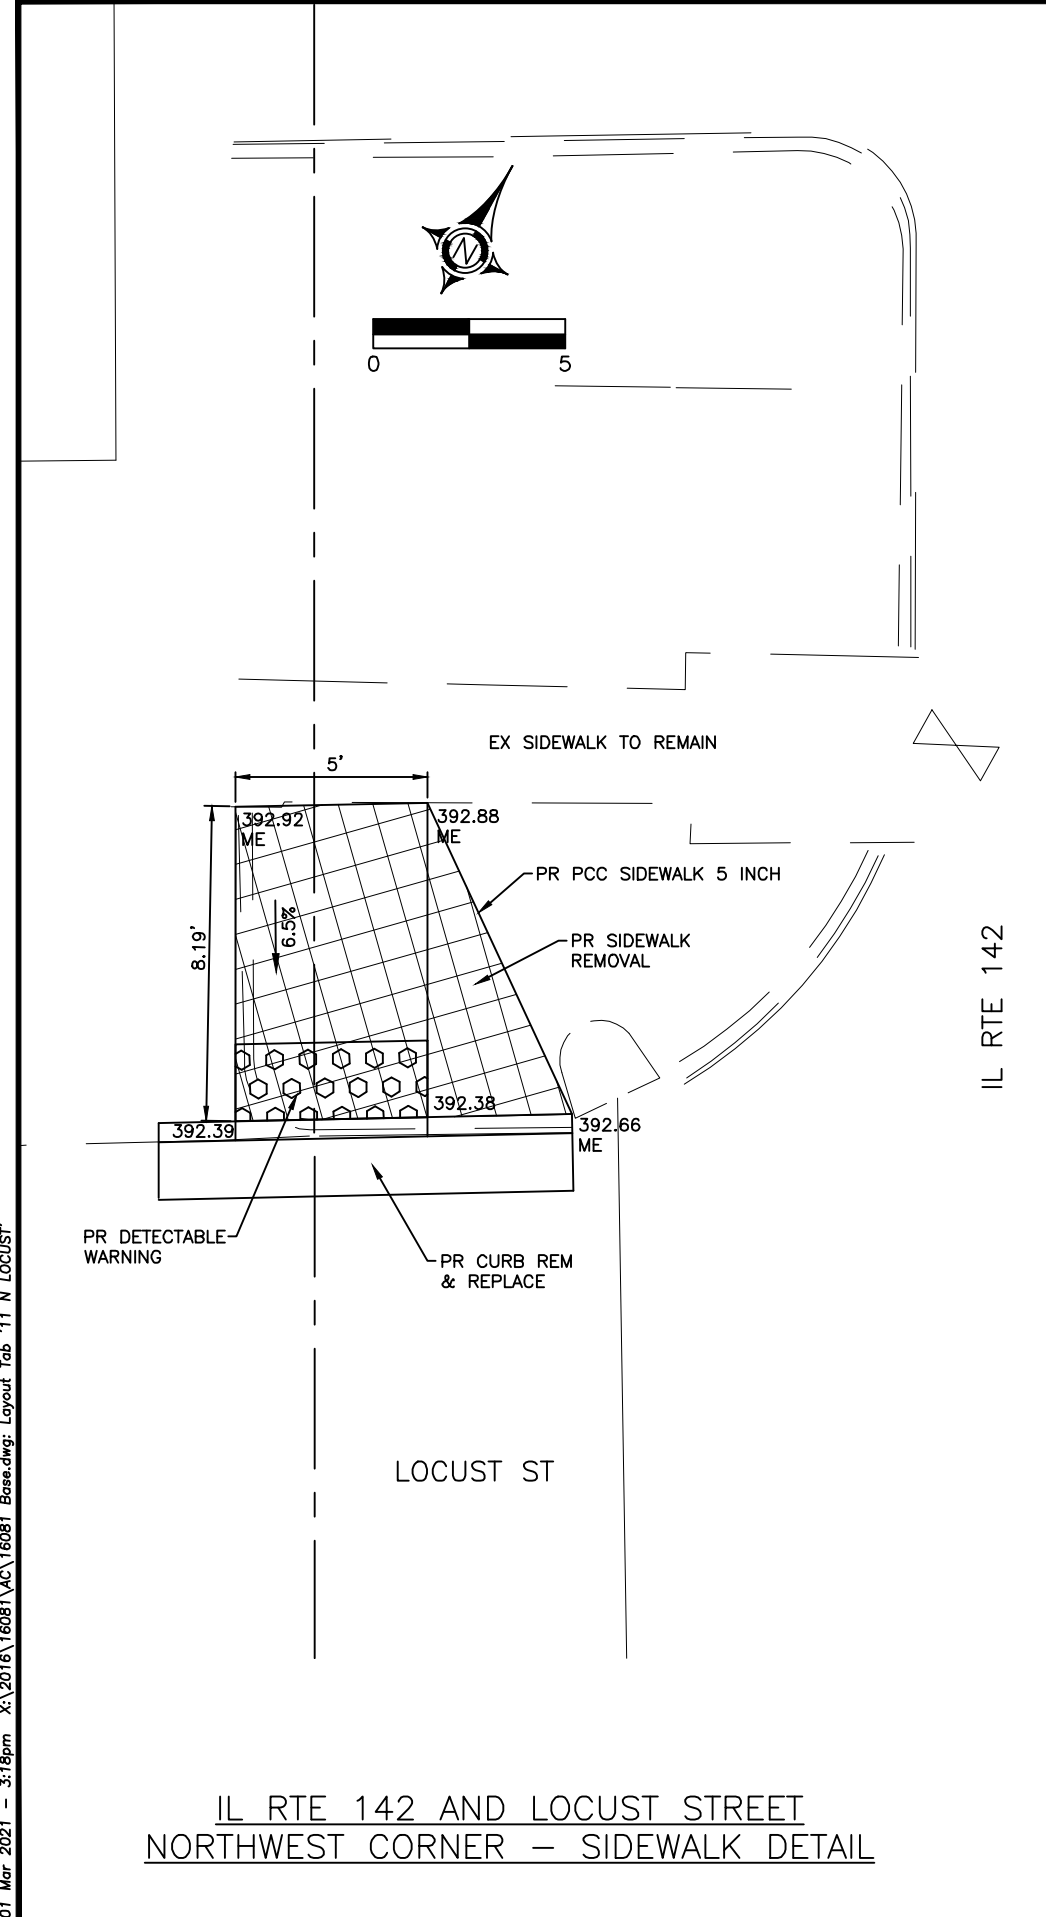 N
0 5
EX SIDEWALK TO REMAIN
5'
392.92
ME
392.88
ME
PR PCC SIDEWALK 5 INCH
6.5%
8.19'
PR SIDEWALK
REMOVAL
IL RTE 142
392.38
392.39
392.66
ME
PR DETECTABLE
WARNING
PR CURB REM
& REPLACE
LOCUST ST
IL RTE 142 AND LOCUST STREET
NORTHWEST CORNER – SIDEWALK DETAIL
01 Mar 2021 – 3:18pm X:\2016\16081\AC\16081 Base.dwg: Layout Tab '11 N LOCUST'